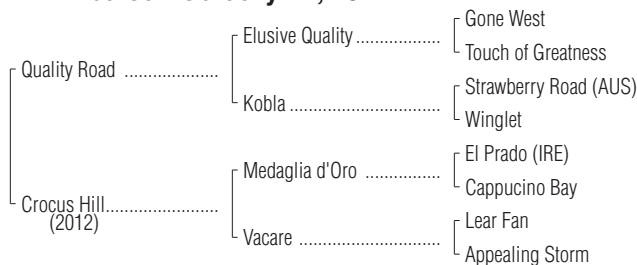 Gone West
Elusive Quality
Touch of Greatness
Quality Road
Strawberry Road (AUS)
Kobla
Winglet
El Prado (IRE)
Medaglia d'Oro
Cappucino Bay
Crocus Hill
(2012)
Lear Fan
Vacare
Appealing Storm